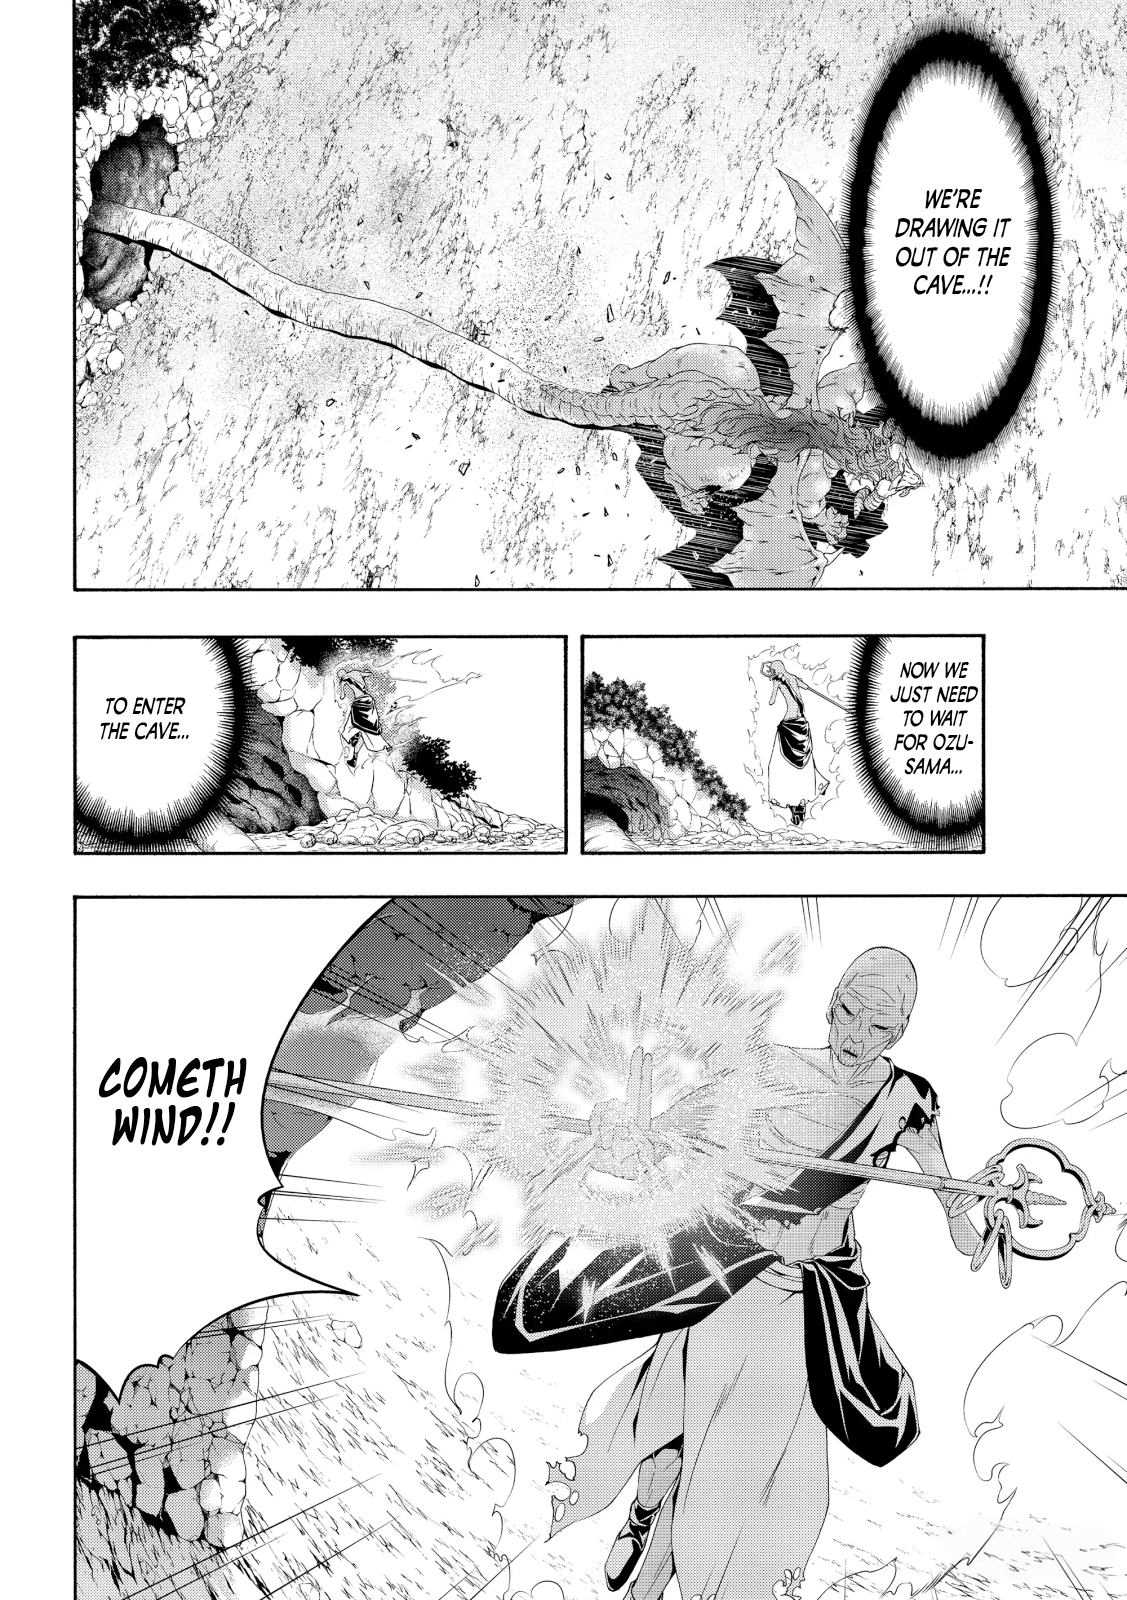 WE'RE
DRAWING IT
OUT OF THE
CAVE...!!
NOW WE
JUST NEED
TO WAIT
FOR OZU-
SAMA...
TO ENTER
THE CAVE...
COMETH
WIND!!